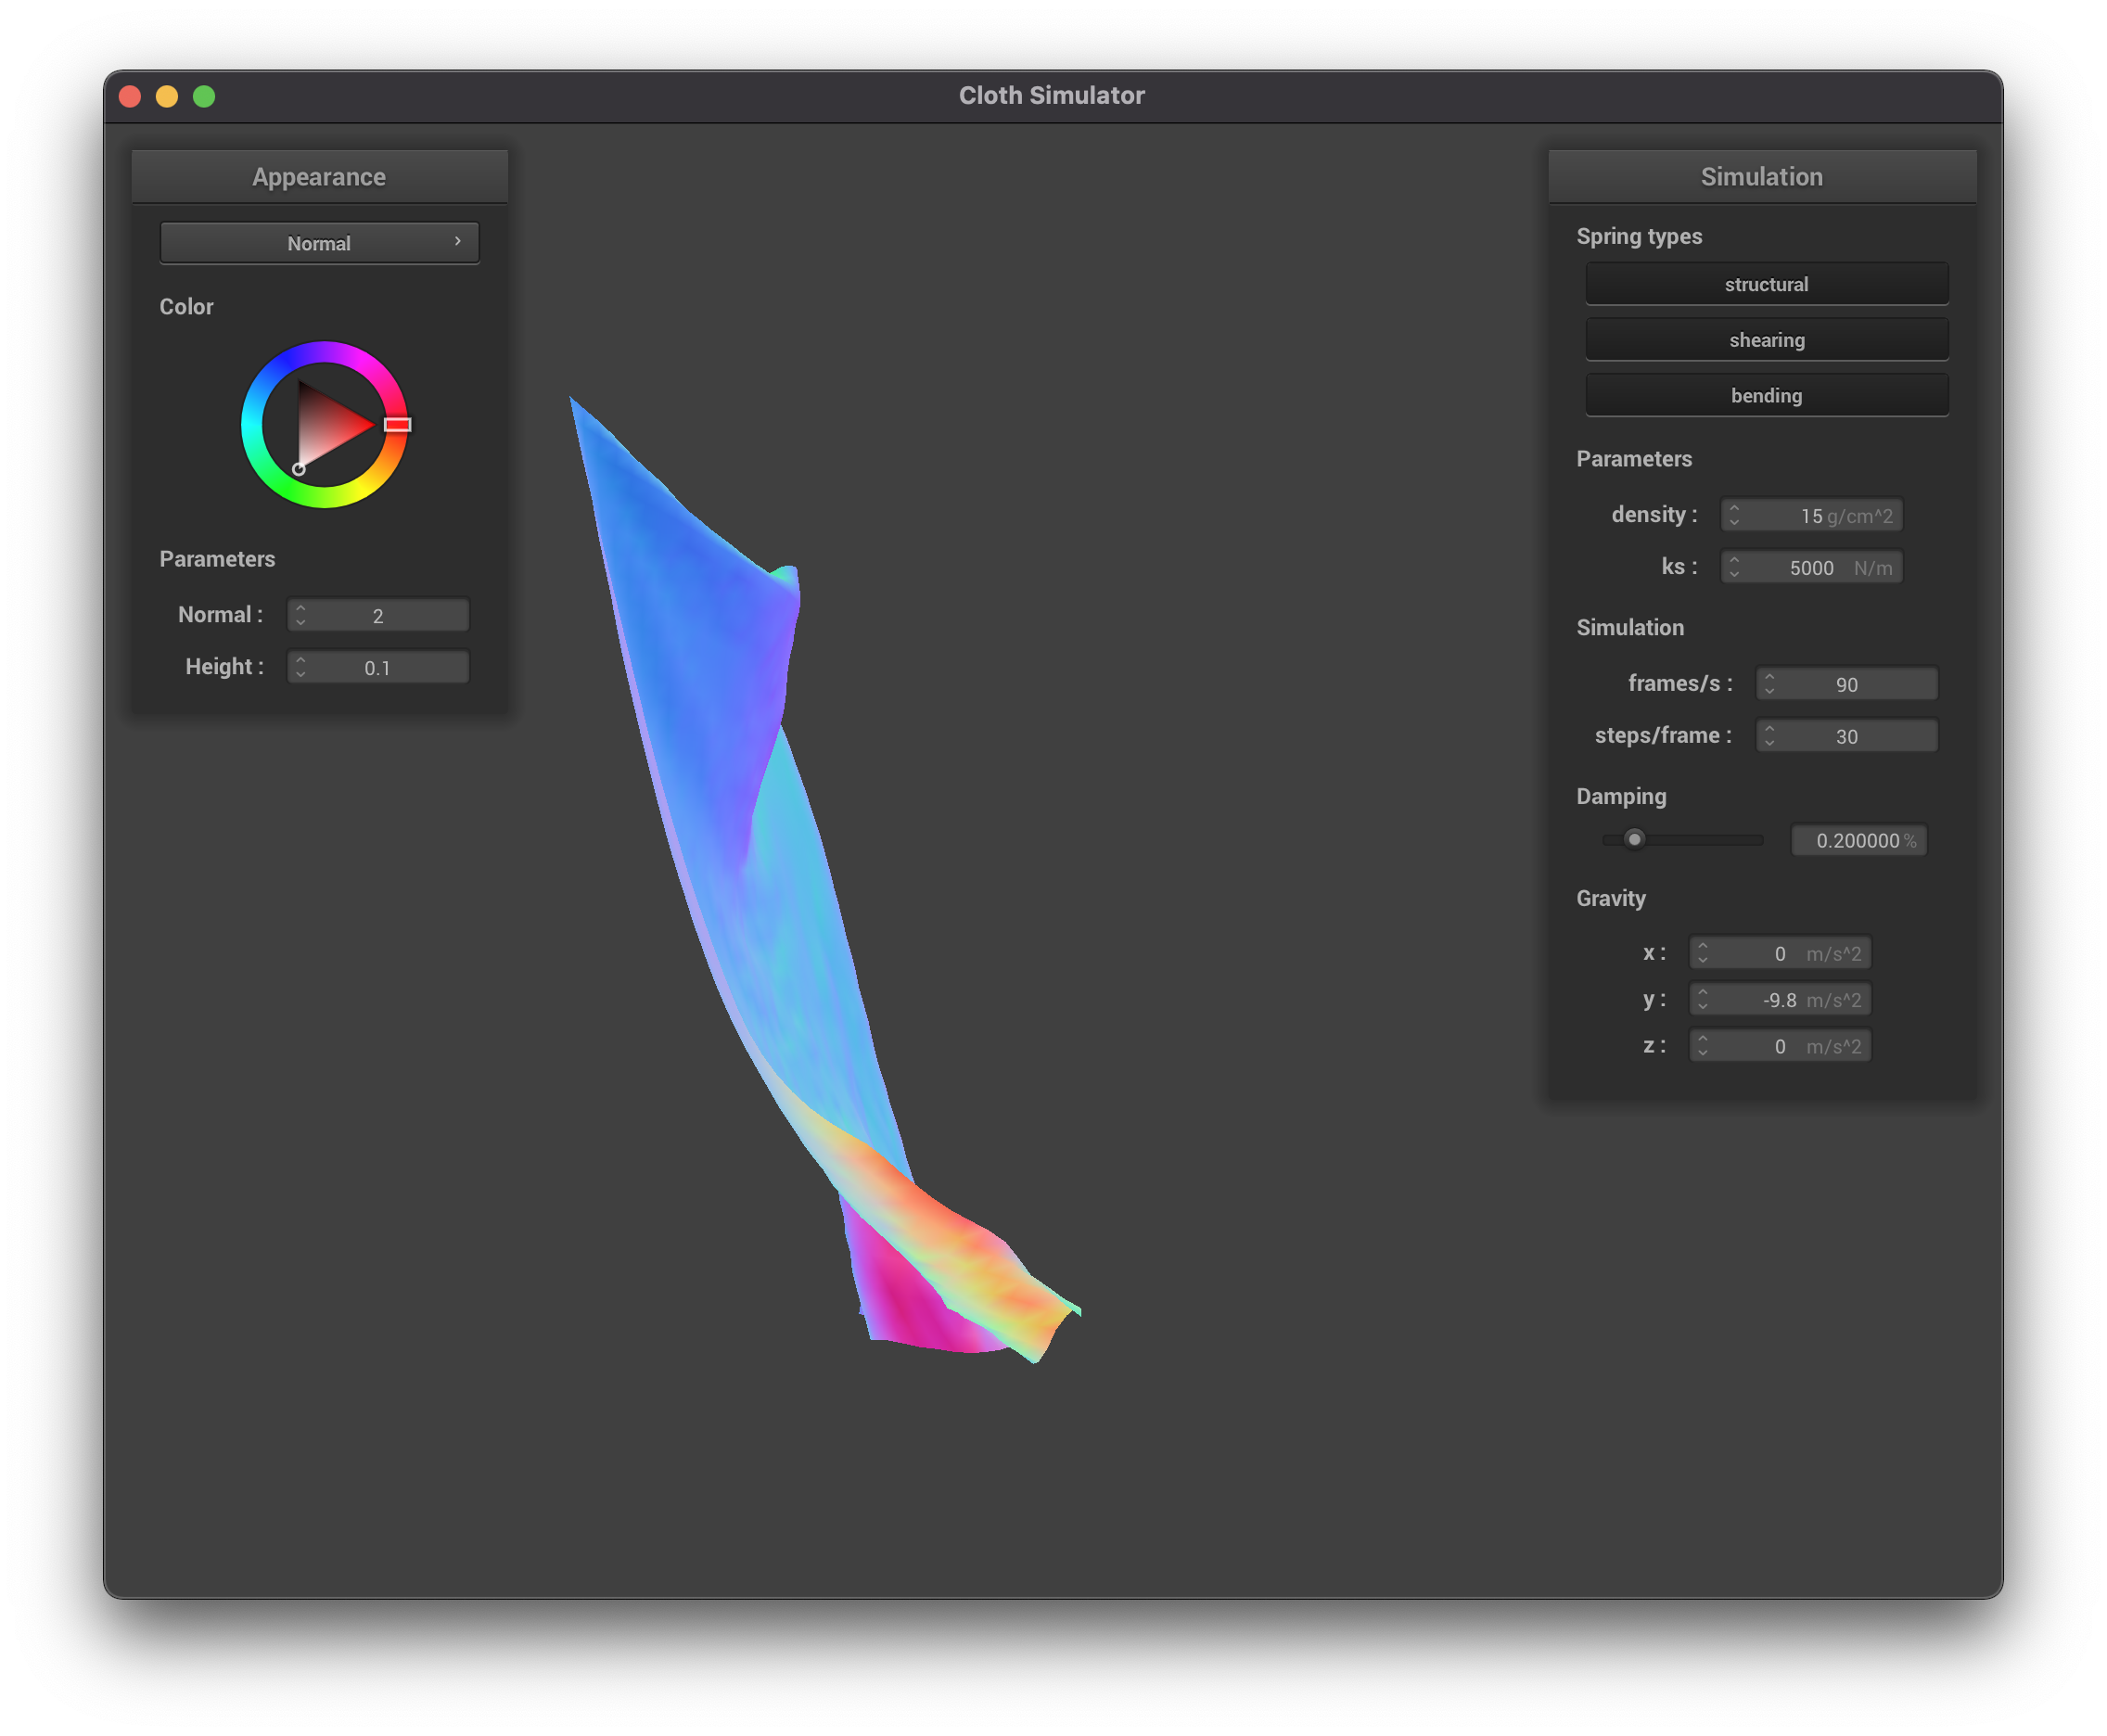 Cloth Simulator
Appearance
Normal
Color
Parameters
Normal : 2
Height : 0.1
Simulation
Spring types
structural
shearing
bending
Parameters
density : 15 g/cm^2
ks : 5000 N/m
Simulation
frames/s : 90
steps/frame : 30
Damping
0.200000 %
Gravity
x : 0 m/s^2
y : -9.8 m/s^2
z : 0 m/s^2